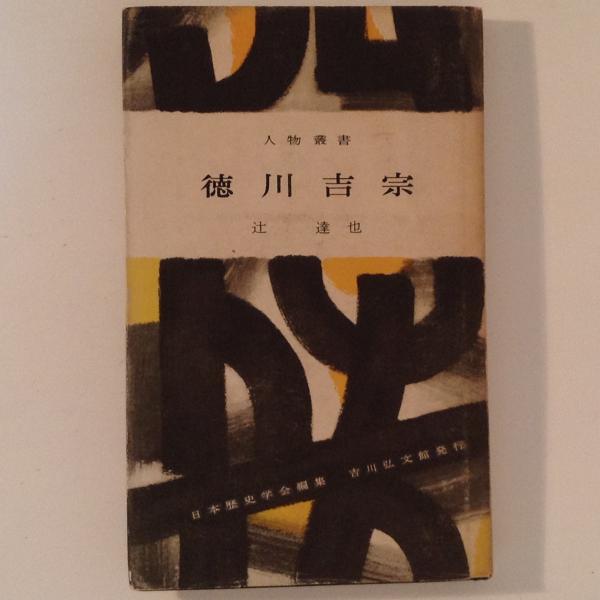 人物叢書
徳川吉宗
辻 達也
日本歴史学会編集 吉川弘文館発行